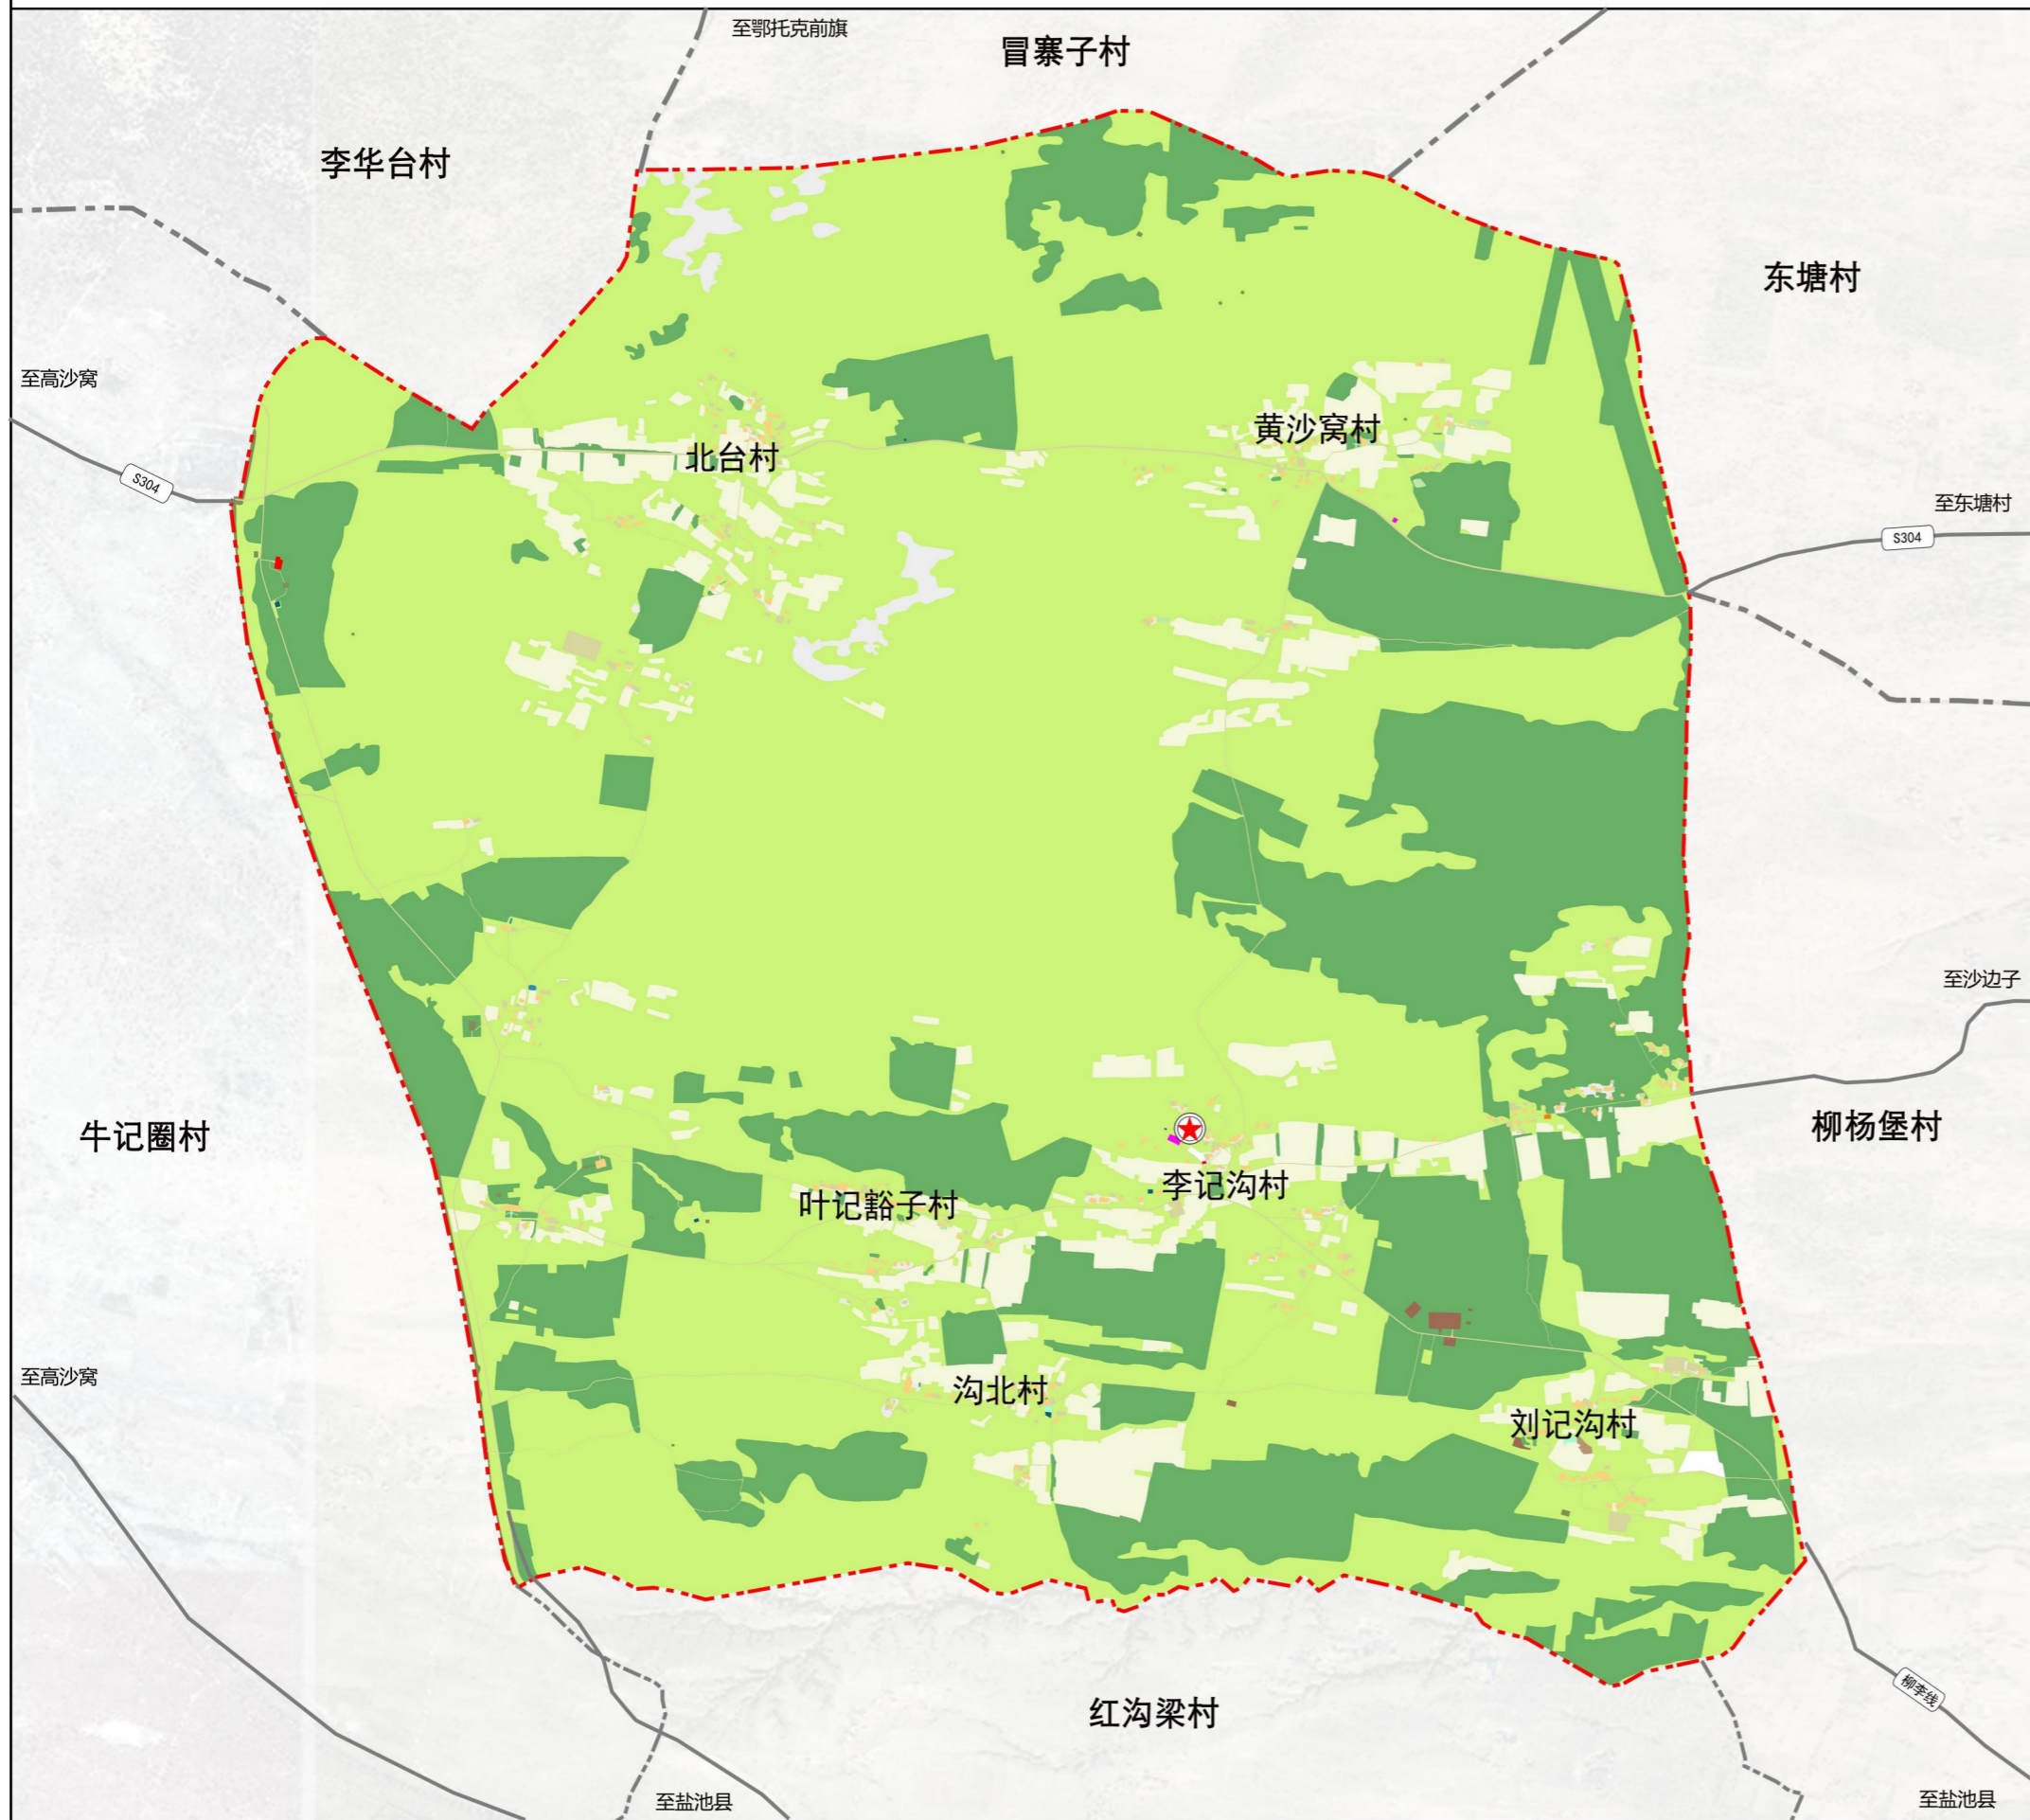 至鄂托克前旗
冒寨子村
李华台村
东塘村
至高沙窝
S304
北台村
黄沙窝村
至东塘村
S304
至沙边子
牛记圈村
柳杨堡村
李记沟村
叶记豁子村
至高沙窝
沟北村
刘记沟村
柳李线
红沟梁村
至盐池县
至盐池县